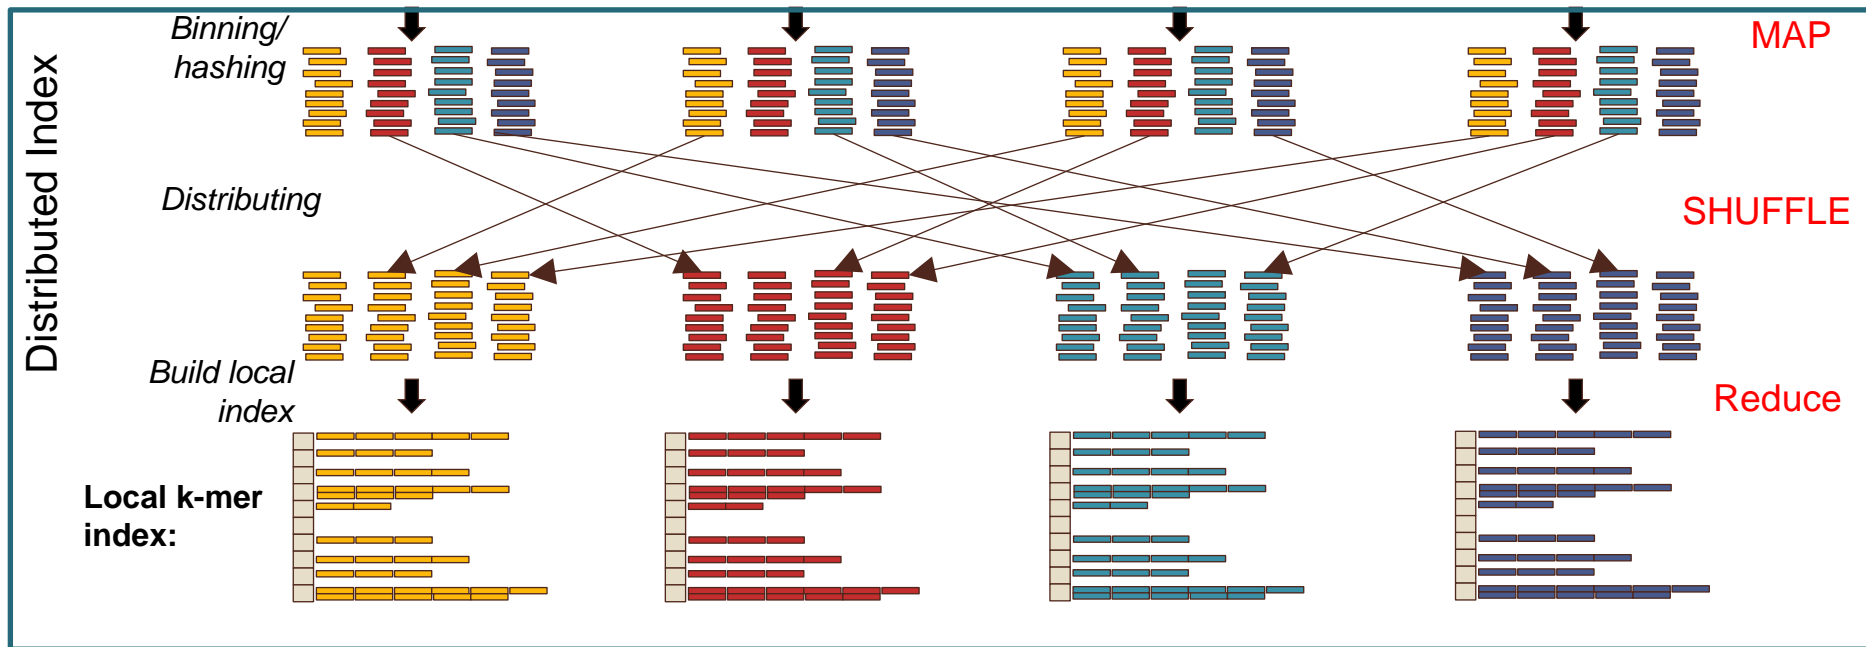 Distributed Index
Binning/
hashing
MAP
Distributing
SHUFFLE
Build local
index
Reduce
Local k-mer
index: